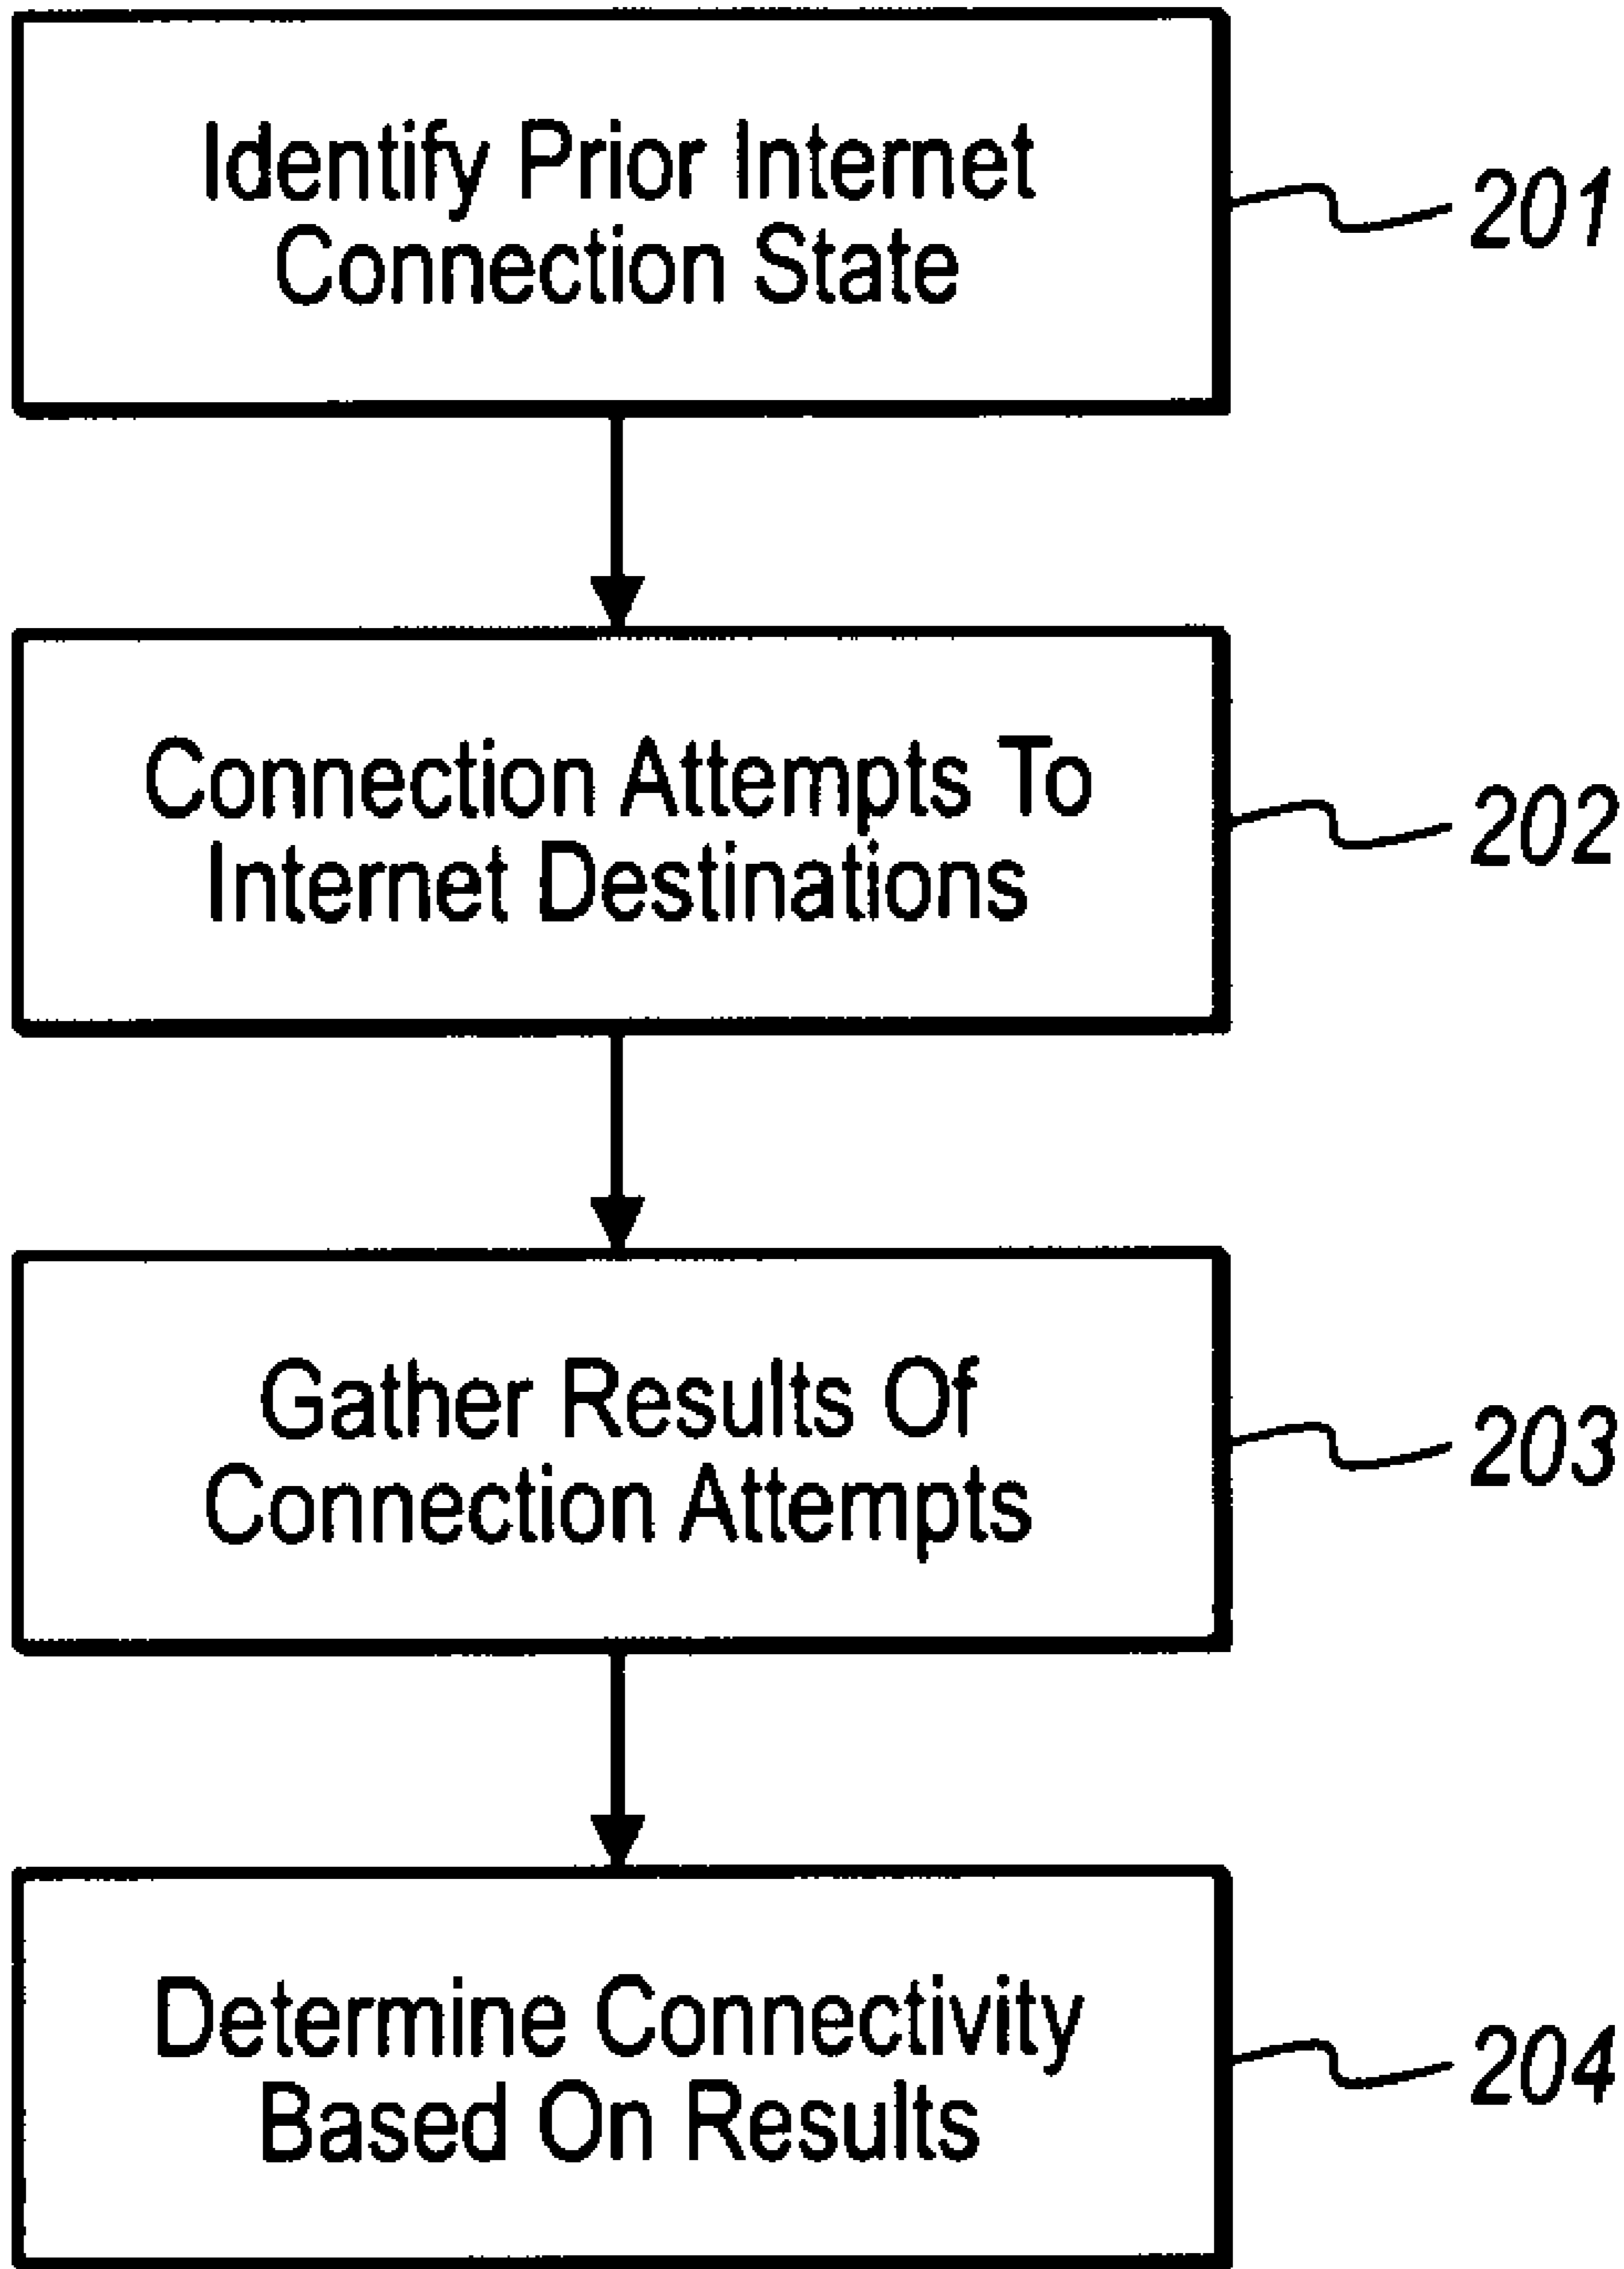 Identify Prior Internet
Connection State
201
Connection Attempts To
Internet Destinations
202
Gather Results Of
Connection Attempts
203
Determine Connectivity
Based On Results
204